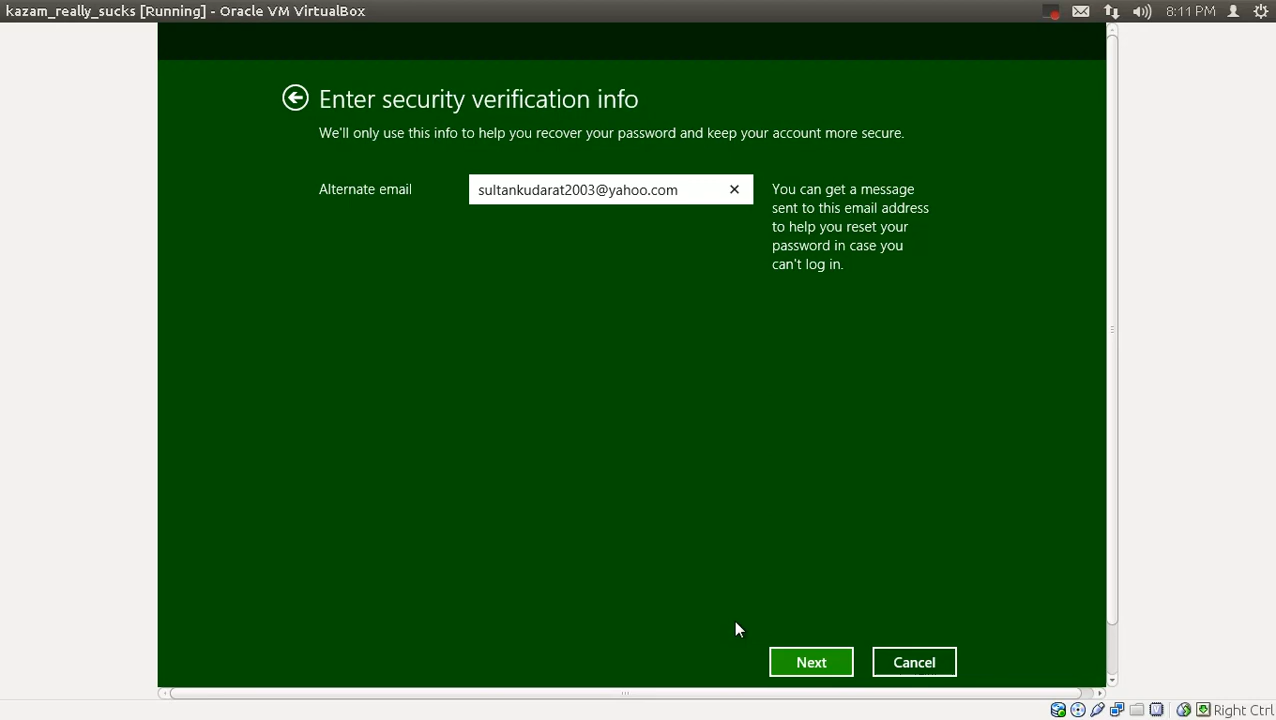 kazam_really_sucks [Running] - Oracle VM VirtualBox
8:11 PM
Enter security verification info
We'll only use this info to help you recover your password and keep your account more secure.
Alternate email
sultankudarat2003@yahoo.com
You can get a message
sent to this email address
to help you reset your
password in case you
can't log in.
Next
Cancel
Right Ctrl